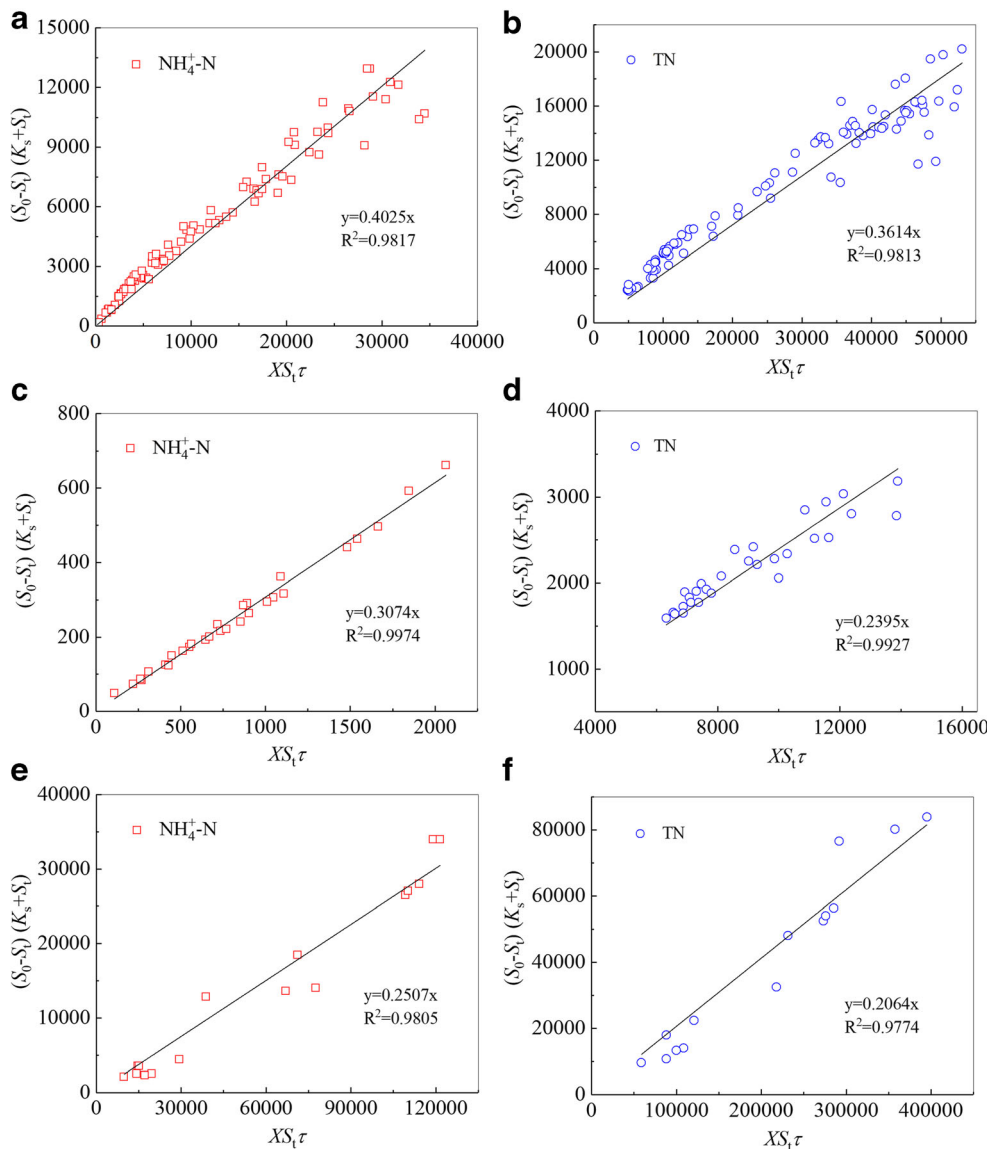 a
15000
12000
9000
6000
3000
0
(S₀-Sₜ) (Kₛ+Sₜ)
NH₄⁺-N
y=0.4025x
R²=0.9817
0 10000 20000 30000 40000
XSₜτ
b
20000
16000
12000
8000
4000
0
(S₀-Sₜ) (Kₛ+Sₜ)
TN
y=0.3614x
R²=0.9813
0 10000 20000 30000 40000 50000
XSₜτ
c
800
600
400
200
0
(S₀-Sₜ) (Kₛ+Sₜ)
NH₄⁺-N
y=0.3074x
R²=0.9974
0 500 1000 1500 2000
XSₜτ
d
4000
3000
2000
1000
(S₀-Sₜ) (Kₛ+Sₜ)
TN
y=0.2395x
R²=0.9927
4000 8000 12000 16000
XSₜτ
e
40000
30000
20000
10000
0
(S₀-Sₜ) (Kₛ+Sₜ)
NH₄⁺-N
y=0.2507x
R²=0.9805
0 30000 60000 90000 120000
XSₜτ
f
80000
60000
40000
20000
0
(S₀-Sₜ) (Kₛ+Sₜ)
TN
y=0.2064x
R²=0.9774
0 100000 200000 300000 400000
XSₜτ